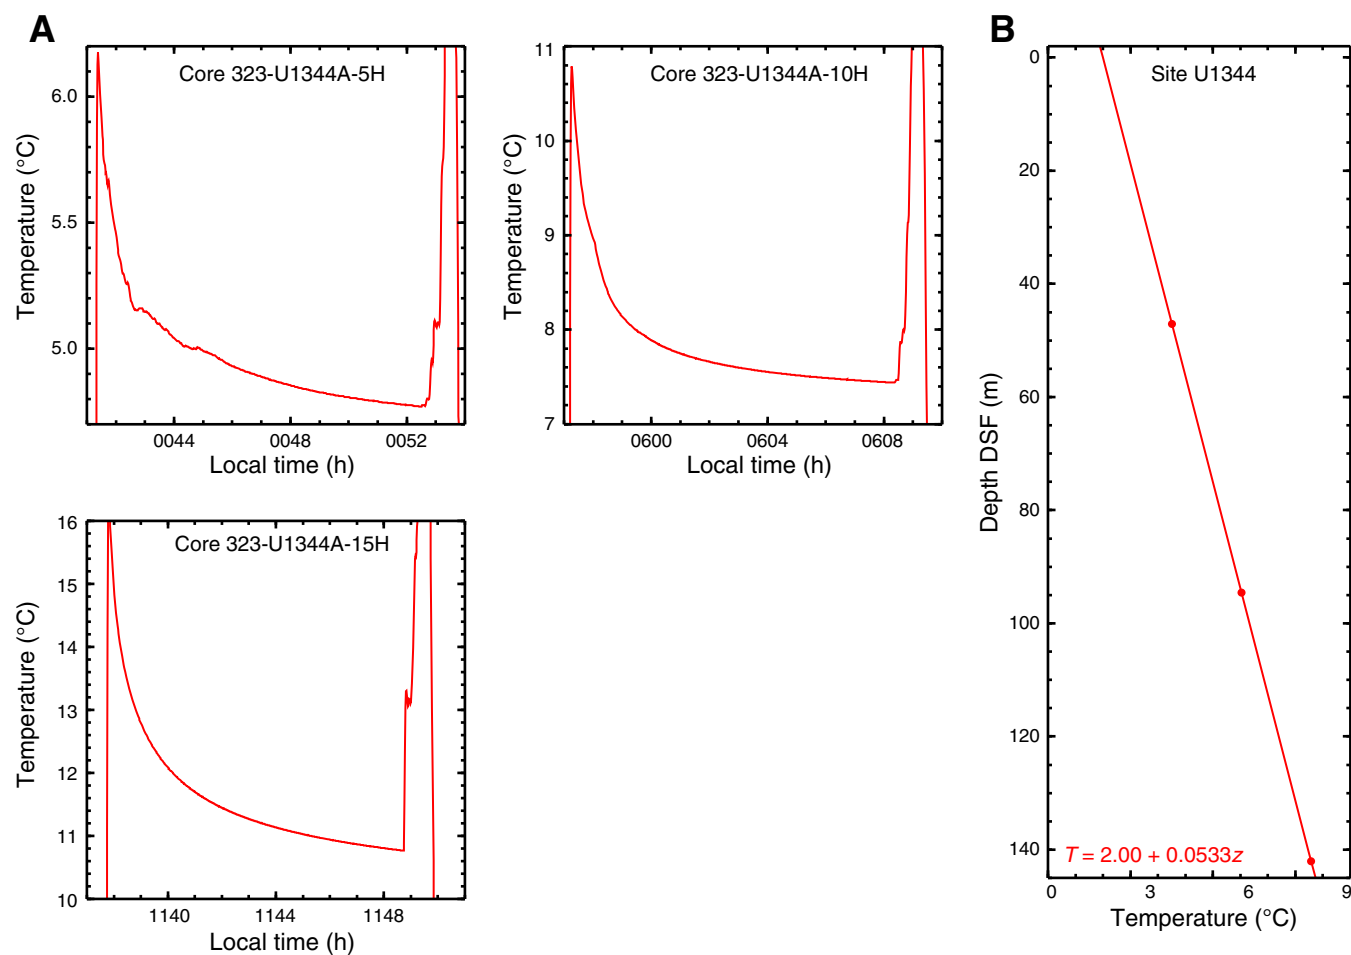 A
Core 323-U1344A-5H
Temperature (°C)
6.0
5.5
5.0
0044 0048 0052
Local time (h)
Core 323-U1344A-10H
Temperature (°C)
11
10
9
8
7
0600 0604 0608
Local time (h)
Core 323-U1344A-15H
Temperature (°C)
16
15
14
13
12
11
10
1140 1144 1148
Local time (h)
B
Site U1344
Depth DSF (m)
0
20
40
60
80
100
120
140
T = 2.00 + 0.0533z
0 3 6 9
Temperature (°C)